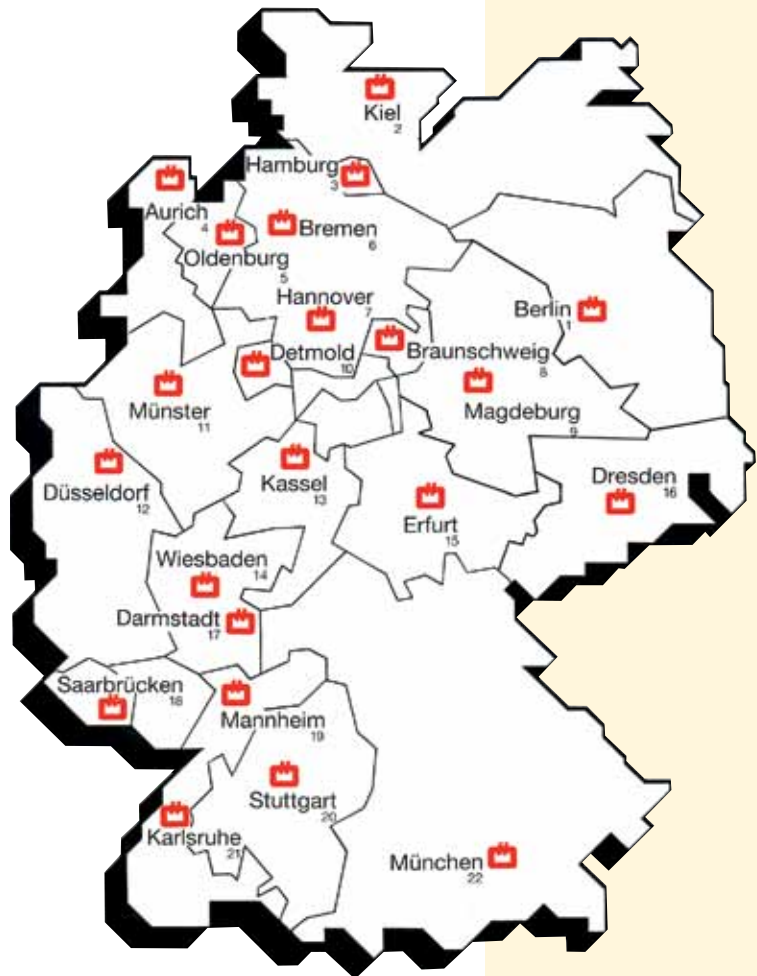 Kiel
2
Hamburg
3
Aurich
4
Oldenburg
5
Bremen
6
Hannover
7
Berlin
1
Detmold
10
Braunschweig
8
Münster
11
Magdeburg
9
Düsseldorf
12
Kassel
13
Erfurt
15
Dresden
16
Wiesbaden
14
Darmstadt
17
Saarbrücken
18
Mannheim
19
Stuttgart
20
Karlsruhe
21
München
22